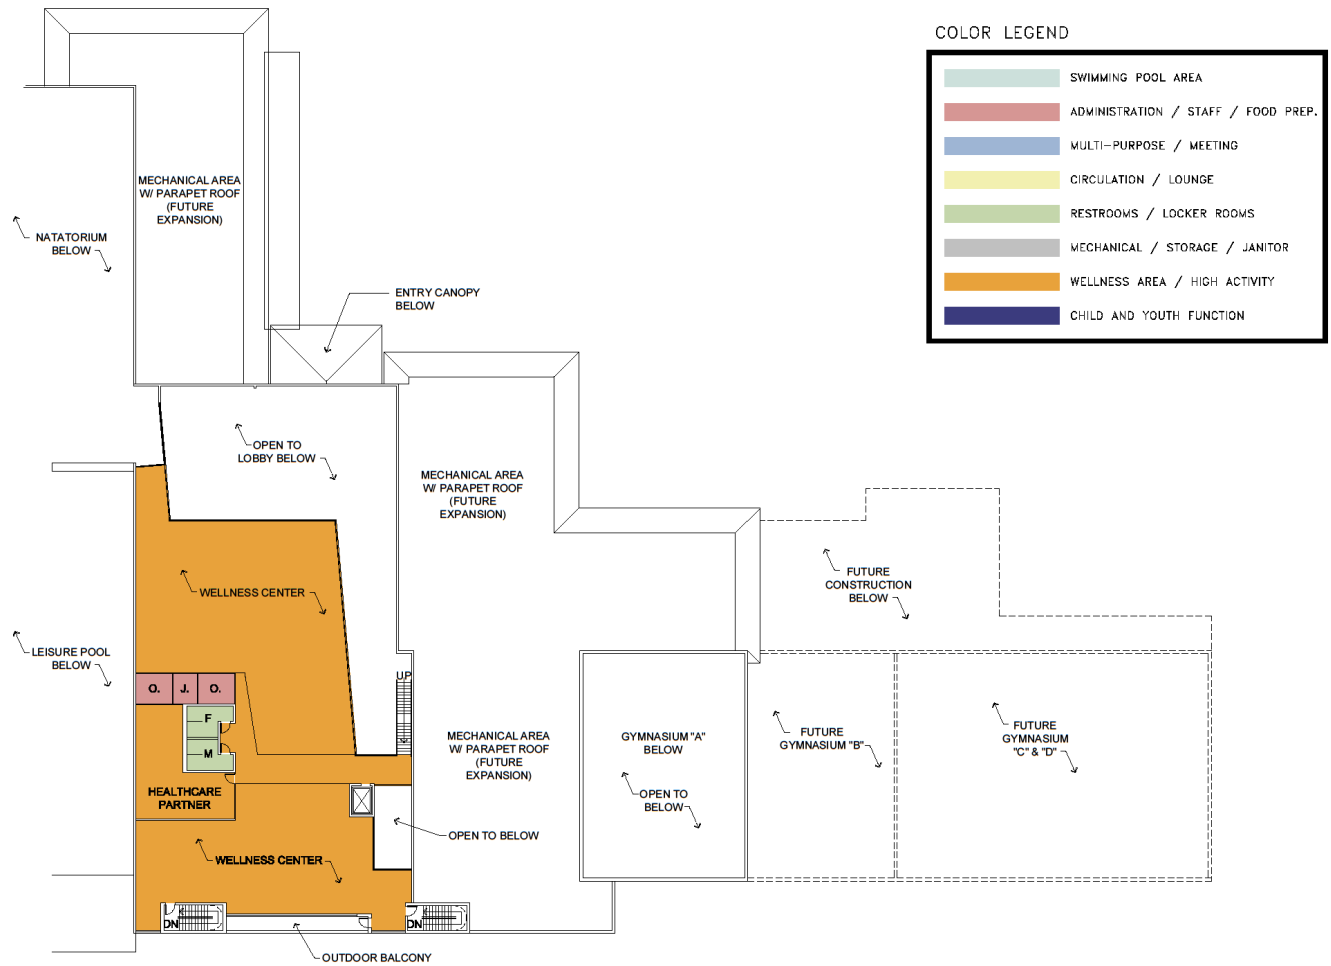 COLOR LEGEND
SWIMMING POOL AREA
ADMINISTRATION / STAFF / FOOD PREP.
MULTI-PURPOSE / MEETING
CIRCULATION / LOUNGE
RESTROOMS / LOCKER ROOMS
MECHANICAL / STORAGE / JANITOR
WELLNESS AREA / HIGH ACTIVITY
CHILD AND YOUTH FUNCTION
MECHANICAL AREA
W/ PARAPET ROOF
(FUTURE
EXPANSION)
NATATORIUM
BELOW
ENTRY CANOPY
BELOW
OPEN TO
LOBBY BELOW
MECHANICAL AREA
W/ PARAPET ROOF
(FUTURE
EXPANSION)
FUTURE
CONSTRUCTION
BELOW
WELLNESS CENTER
LEISURE POOL
BELOW
UP
O.
J.
O.
F
M
MECHANICAL AREA
W/ PARAPET ROOF
(FUTURE
EXPANSION)
GYMNASIUM "A"
BELOW
OPEN TO
BELOW
FUTURE
GYMNASIUM "B"
FUTURE
GYMNASIUM
"C" & "D"
HEALTHCARE
PARTNER
OPEN TO BELOW
WELLNESS CENTER
DN
DN
OUTDOOR BALCONY